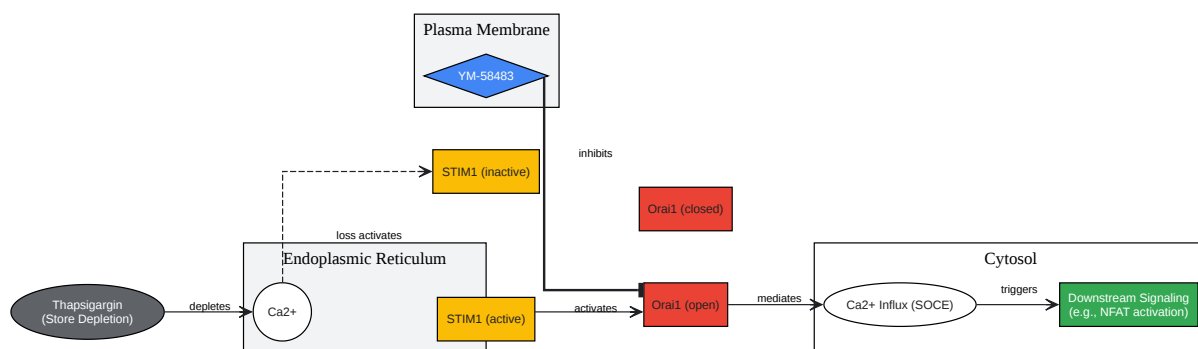 Plasma Membrane
YM-58483
STIM1 (inactive)
inhibits
Orai1 (closed)
loss activates
Endoplasmic Reticulum
Cytosol
Thapsigargin
(Store Depletion)
depletes
Ca2+
STIM1 (active)
activates
Orai1 (open)
mediates
Ca2+ Influx (SOCE)
triggers
Downstream Signaling
(e.g., NFAT activation)